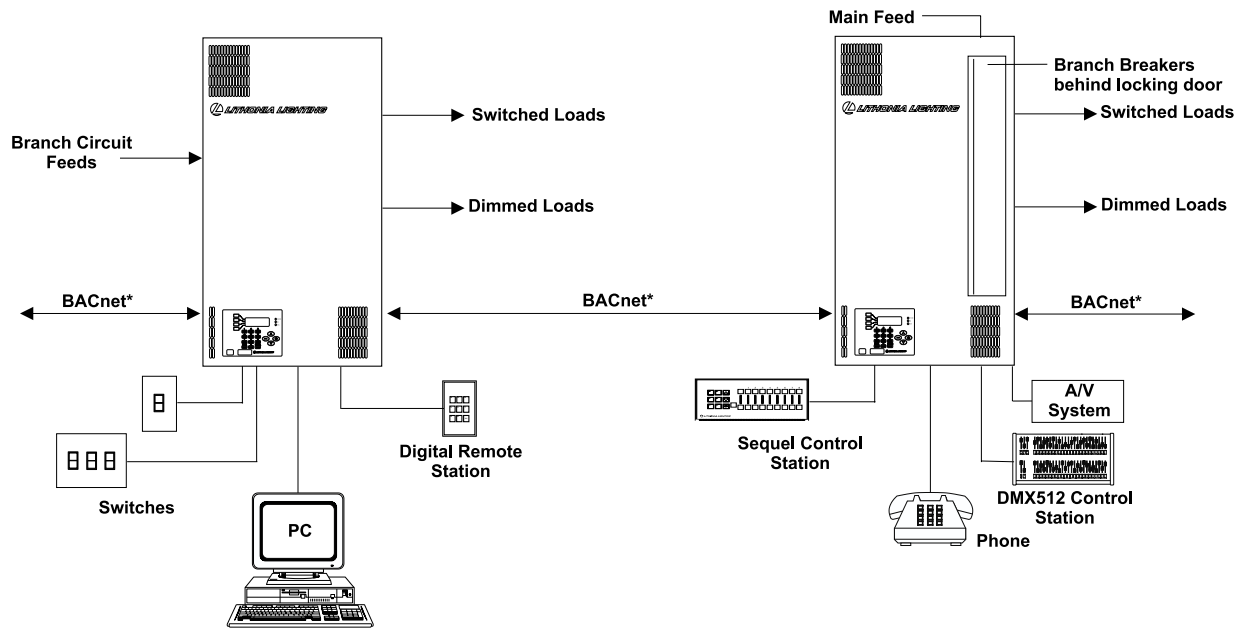 Main Feed
Branch Breakers
behind locking door
LITHONIA LIGHTING
LITHONIA LIGHTING
Switched Loads
Switched Loads
Branch Circuit
Feeds
Dimmed Loads
Dimmed Loads
BACnet*
BACnet*
BACnet*
A/V
System
Digital Remote
Station
Sequel Control
Station
Switches
DMX512 Control
Station
PC
Phone